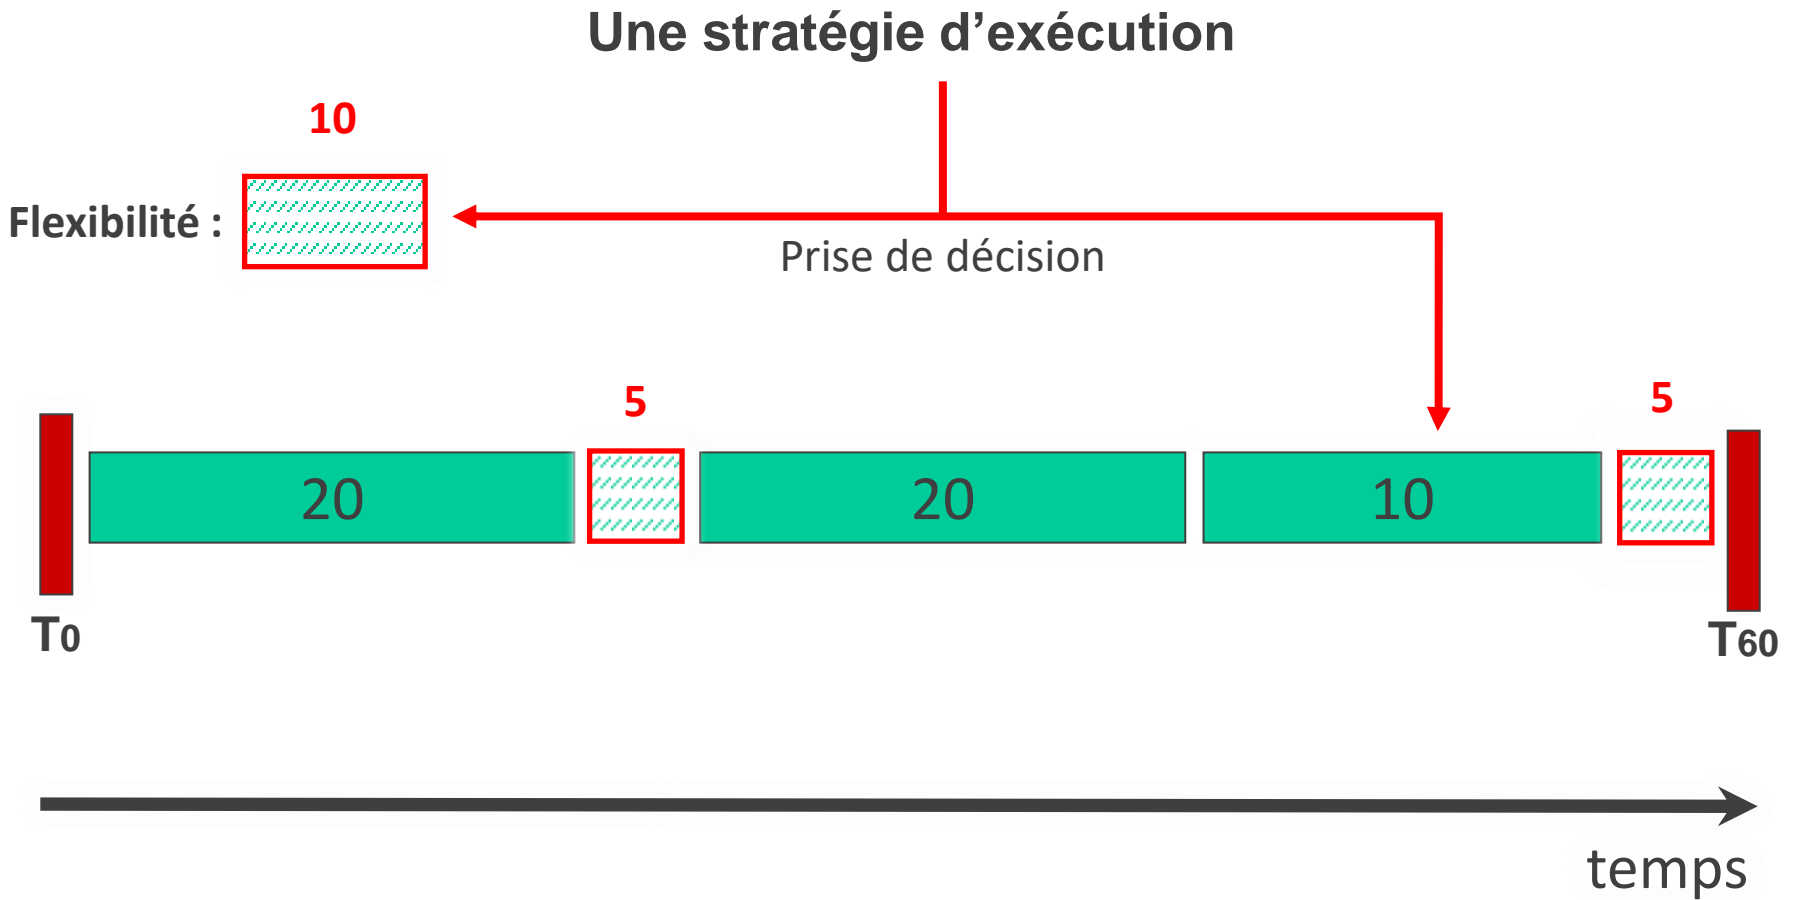 Une stratégie d’exécution
10
Flexibilité :
Prise de décision
5
5
20
20
10
T0
T60
temps